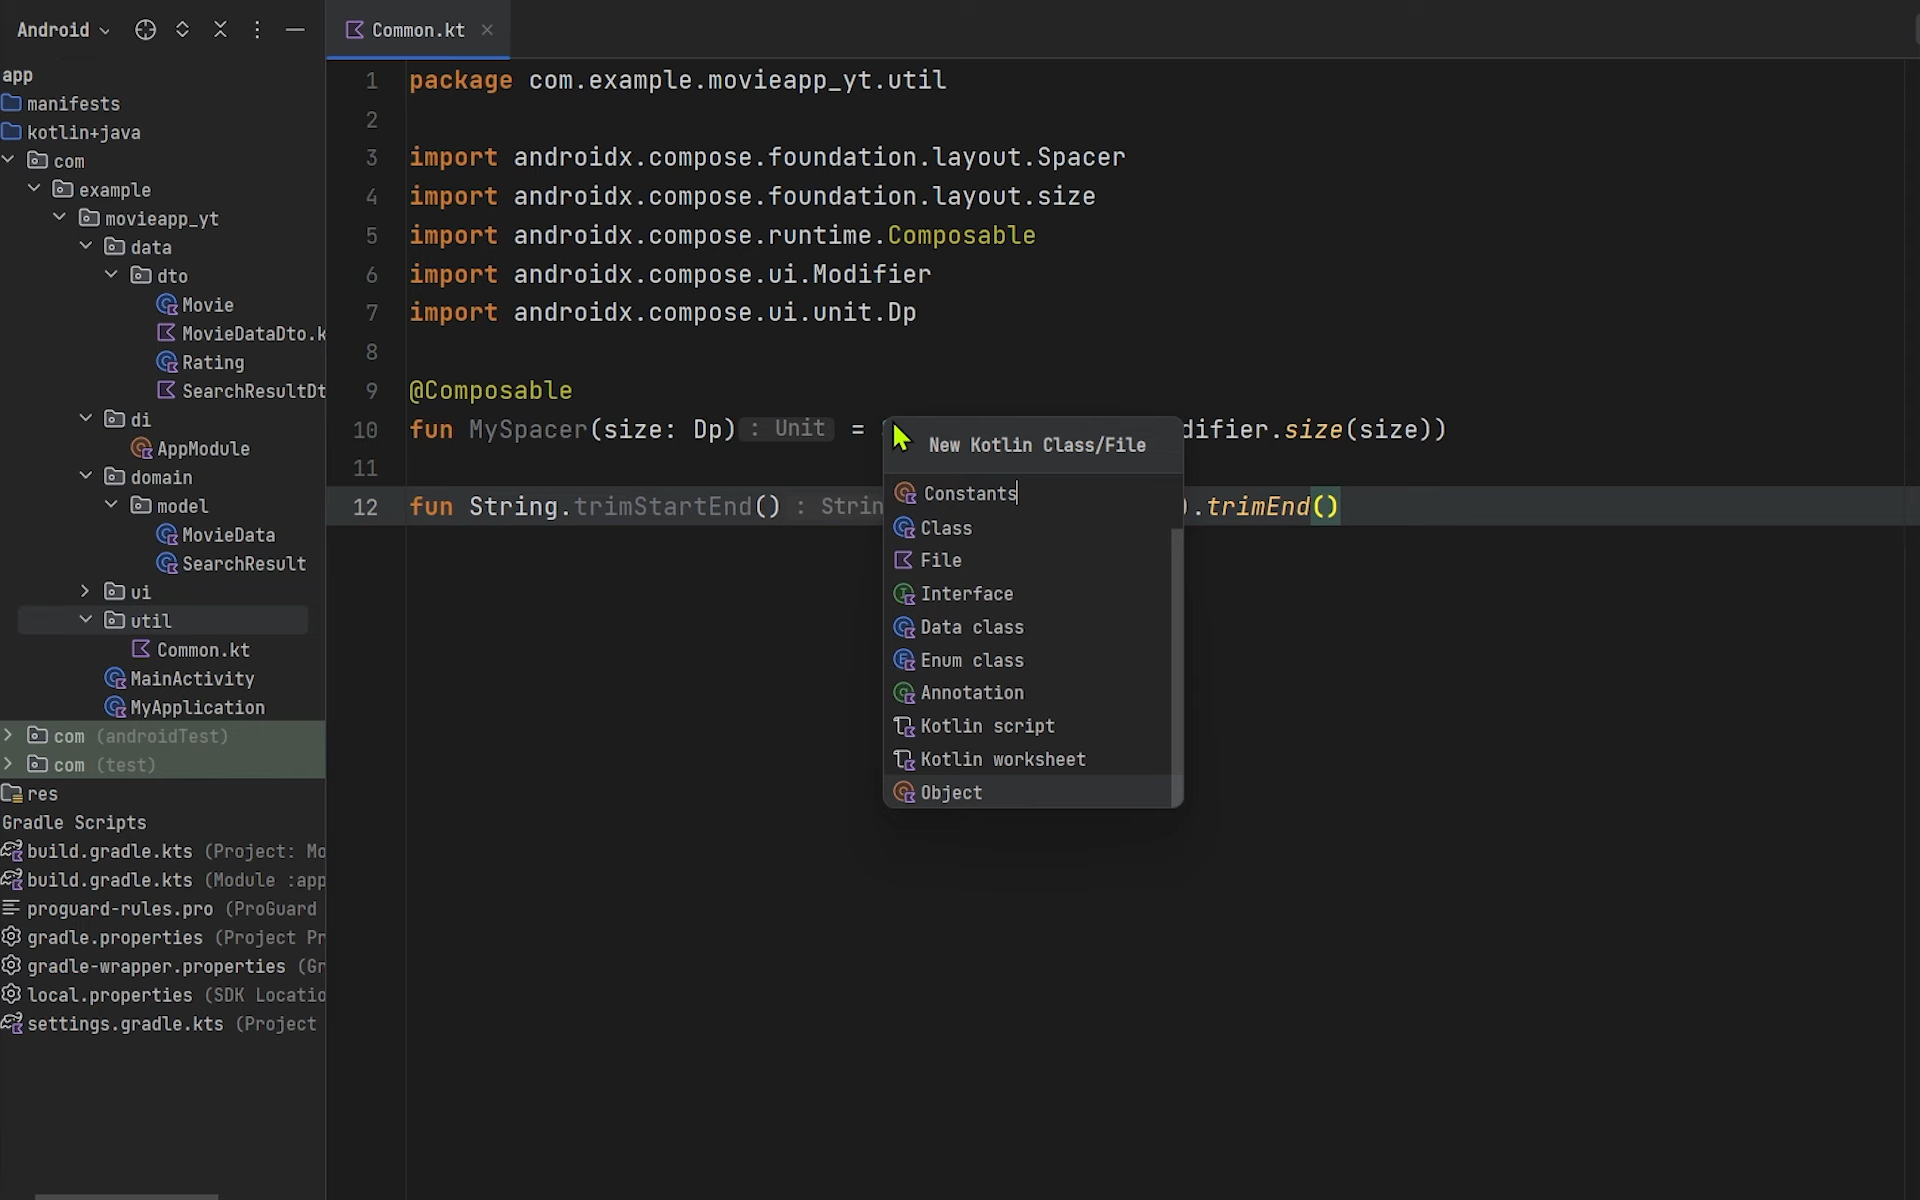 Android
app
manifests
kotlin+java
com
example
movieapp_yt
data
dto
Movie
MovieDataDto.k
Rating
SearchResultDt
di
AppModule
domain
model
MovieData
SearchResult
ui
util
Common.kt
MainActivity
MyApplication
com (androidTest)
com (test)
res
Gradle Scripts
build.gradle.kts (Project: Mo
build.gradle.kts (Module :app
proguard-rules.pro (ProGuard
gradle.properties (Project Pr
gradle-wrapper.properties (Gr
local.properties (SDK Locatio
settings.gradle.kts (Project
Common.kt
1 package com.example.movieapp_yt.util
2
3 import androidx.compose.foundation.layout.Spacer
4 import androidx.compose.foundation.layout.size
5 import androidx.compose.runtime.Composable
6 import androidx.compose.ui.Modifier
7 import androidx.compose.ui.unit.Dp
8
9 @Composable
10 fun MySpacer(size: Dp) : Unit = difier.size(size))
11
12 fun String.trimStartEnd() : Strin ).trimEnd()
New Kotlin Class/File
Constants
Class
File
Interface
Data class
Enum class
Annotation
Kotlin script
Kotlin worksheet
Object